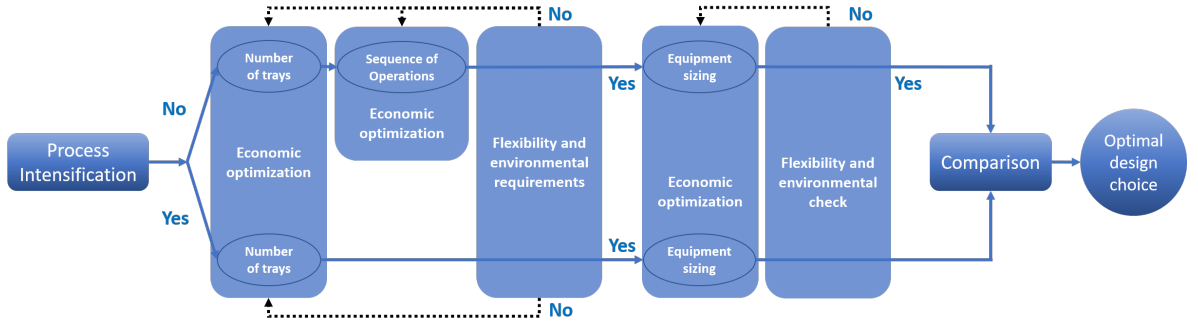 No
No
Number
of trays
Sequence of
Operations
Equipment
sizing
Yes
Yes
No
Economic
optimization
Process
Intensification
Economic
optimization
Flexibility and
environmental
requirements
Economic
optimization
Flexibility and
environmental
check
Comparison
Optimal
design
choice
Yes
Number
of trays
Yes
Equipment
sizing
No